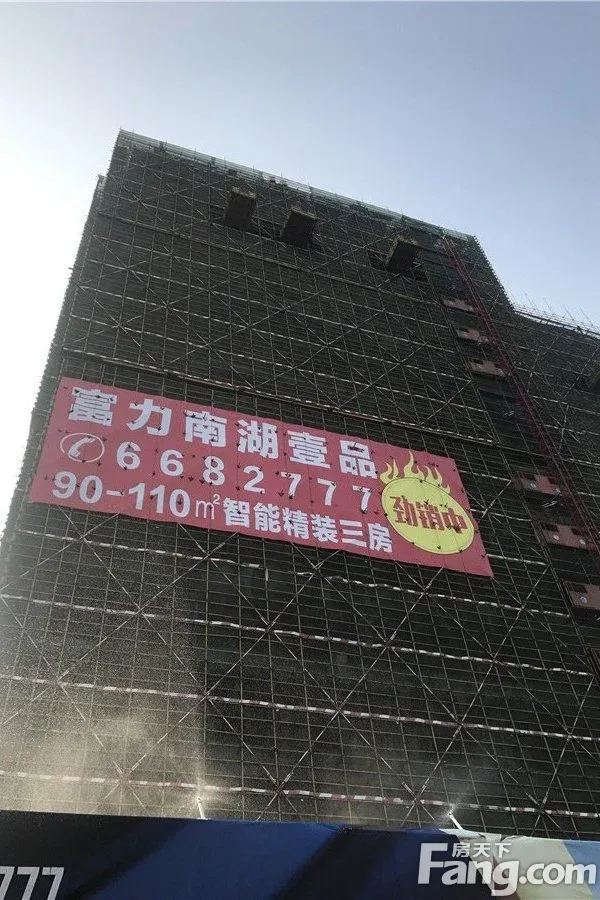 富力南湖壹品
6682777
90-110㎡智能精装三房
劲销中
777
房天下
Fang.com